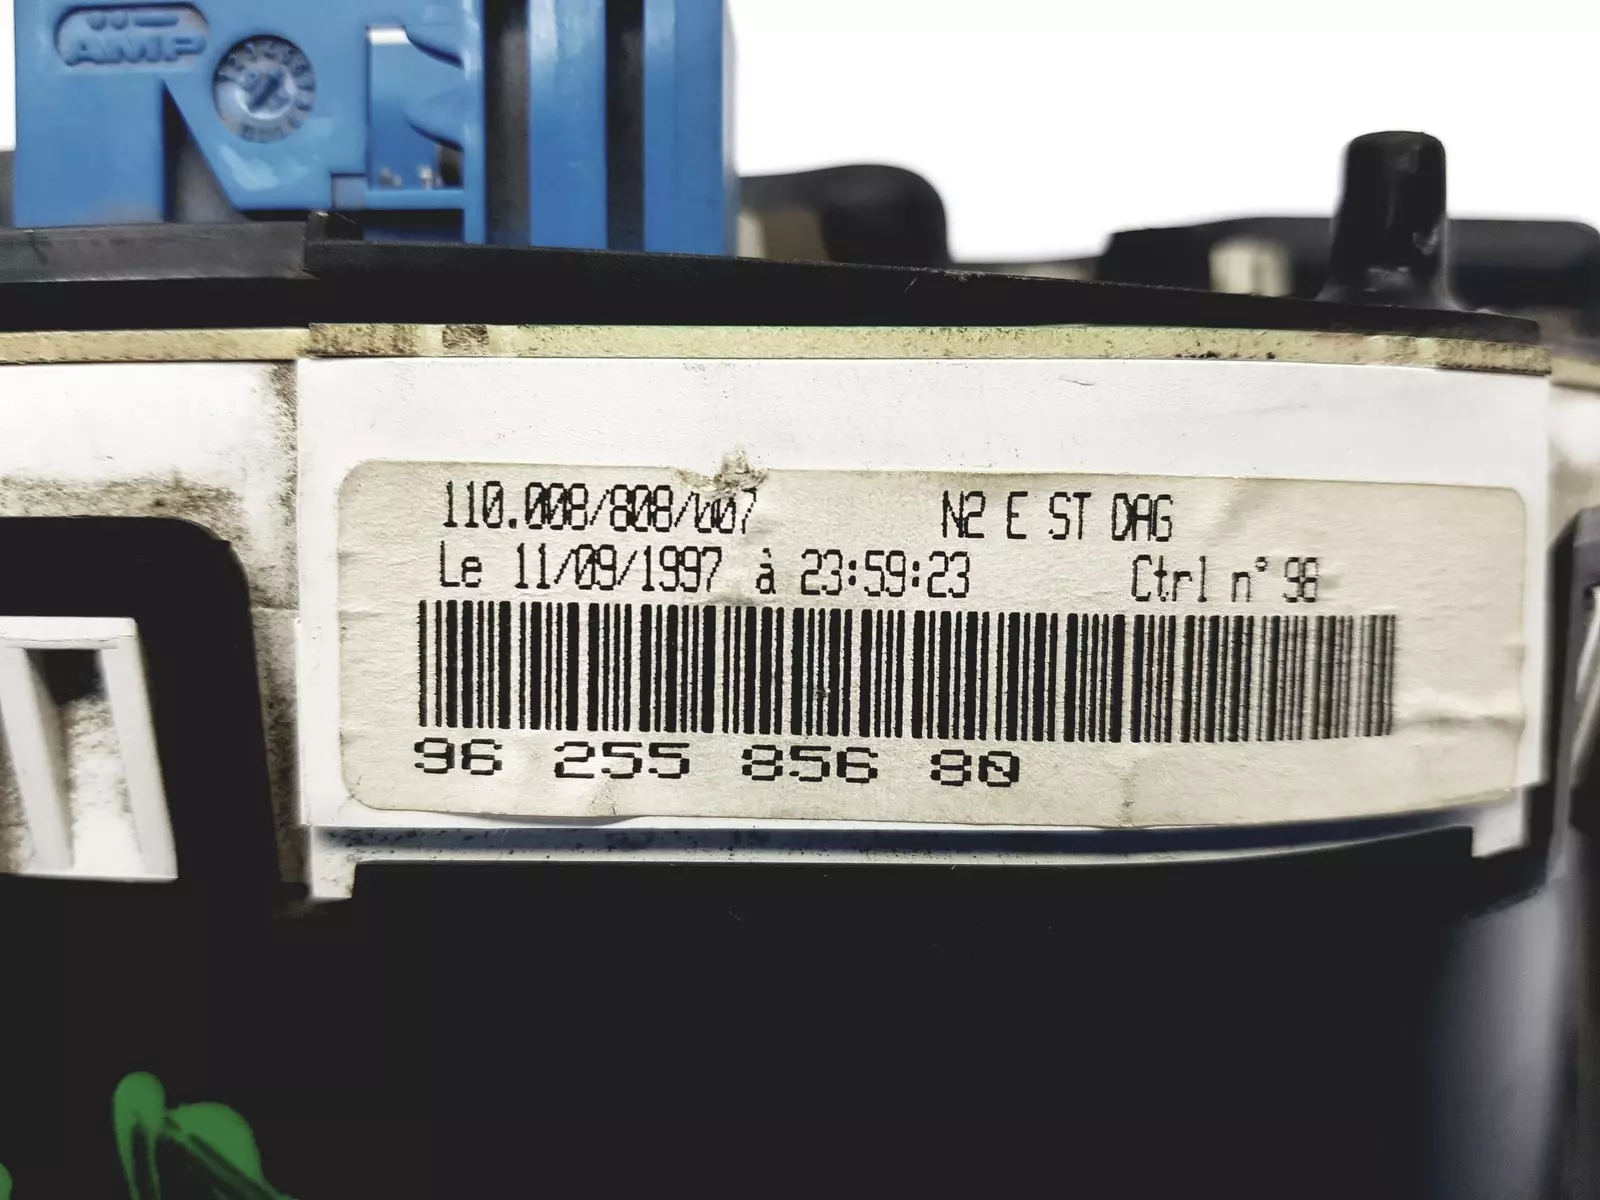 AMP
110.008/808/007 N2 E ST DAG
Le 11/09/1997 à 23:59:23 Ctrl n° 98
96 255 856 80